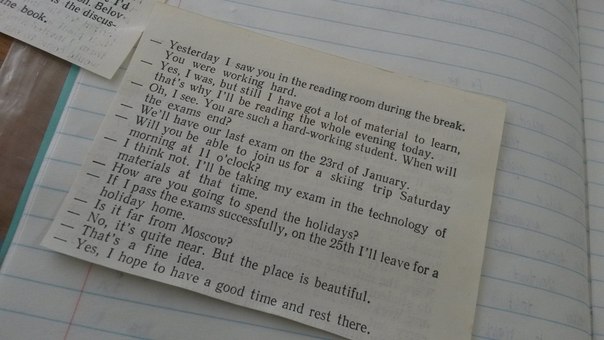 I'd
n. Belov-
s the discus-
ne book.
— Yesterday I saw you in the reading room during the break.
You were working hard.
— Yes, I was, but still I have got a lot of material to learn,
that's why I'll be reading the whole evening today.
— Oh, I see. You are such a hard-working student. When will
the exams end?
— We'll have our last exam on the 23rd of January.
— Will you be able to join us for a skiing trip Saturday
morning at 11 o'clock?
— I think not. I'll be taking my exam in the technology of
materials at that time.
— How are you going to spend the holidays?
— If I pass the exams successfully, on the 25th I'll leave for a
holiday home.
— Is it far from Moscow?
— No, it's quite near. But the place is beautiful.
— That's a fine idea.
— Yes, I hope to have a good time and rest there.